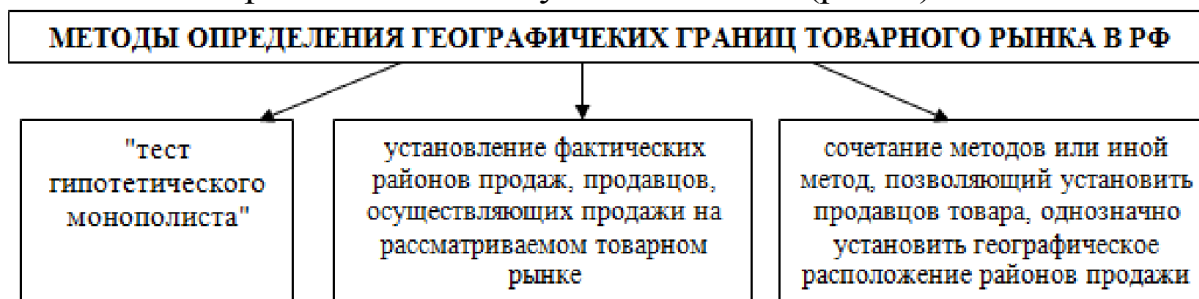 МЕТОДЫ ОПРЕДЕЛЕНИЯ ГЕОГРАФИЧЕКИХ ГРАНИЦ ТОВАРНОГО РЫНКА В РФ
"тест
гипотетического
монополиста"
установление фактических
районов продаж, продавцов,
осуществляющих продажи на
рассматриваемом товарном
рынке
сочетание методов или иной
метод, позволяющий установить
продавцов товара, однозначно
установить географическое
расположение районов продажи